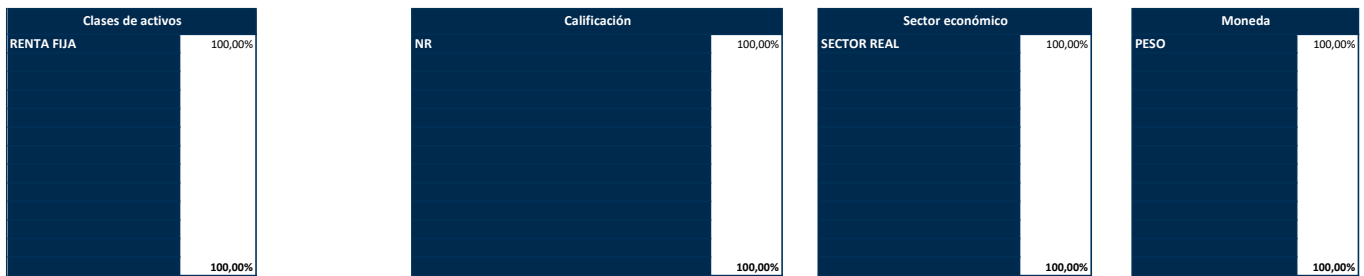 Clases de activos
RENTA FIJA 100,00%
100,00%
Calificación
NR 100,00%
100,00%
Sector económico
SECTOR REAL 100,00%
100,00%
Moneda
PESO 100,00%
100,00%